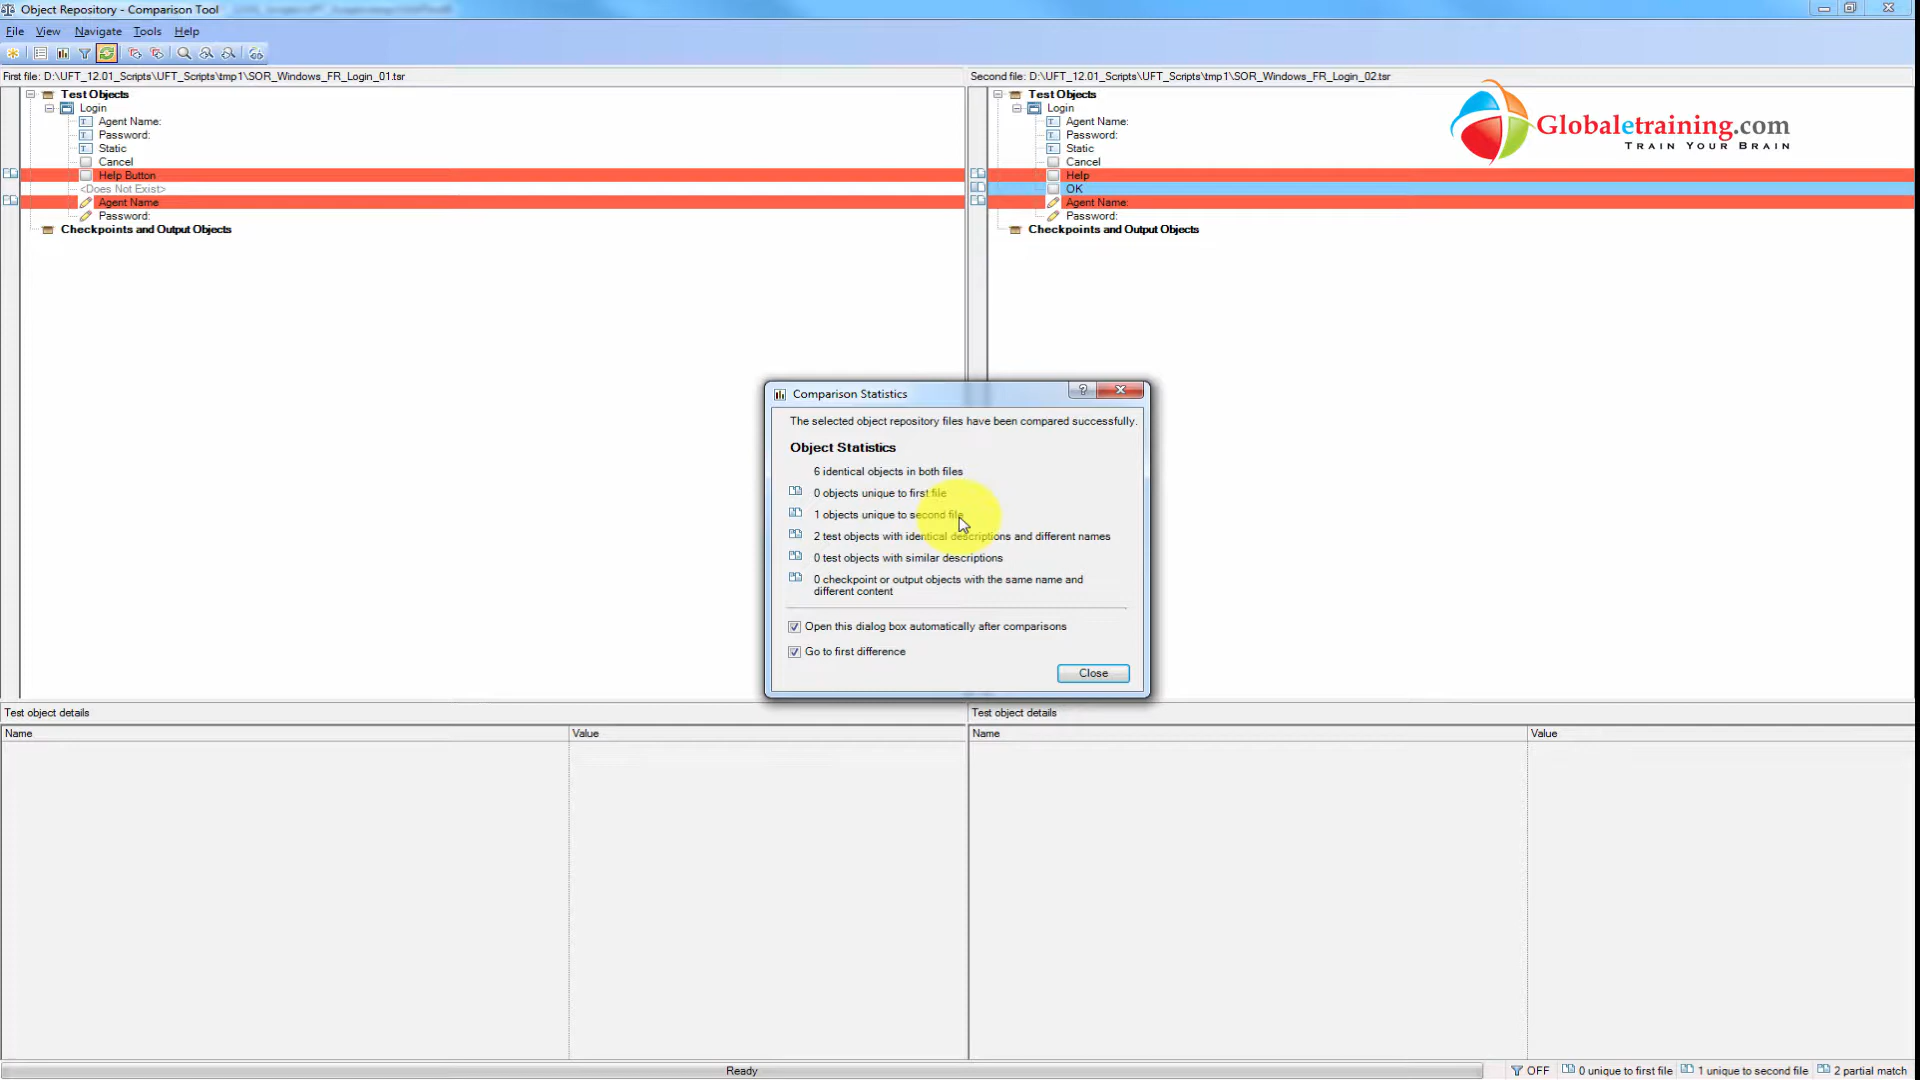 Object Repository - Comparison Tool
File View Navigate Tools Help
First file: D:\UFT_12.01_Scripts\UFT_Scripts\tmp1\SOR_Windows_FR_Login_01.tsr
Second file: D:\UFT_12.01_Scripts\UFT_Scripts\tmp1\SOR_Windows_FR_Login_02.tsr
Test Objects
Login
Agent Name:
Password:
Static
Cancel
Help Button
<Does Not Exist>
Agent Name
Password:
Checkpoints and Output Objects
Test Objects
Login
Agent Name:
Password:
Static
Cancel
Help
OK
Agent Name:
Password:
Checkpoints and Output Objects
Globaletraining.com
TRAIN YOUR BRAIN
Comparison Statistics
The selected object repository files have been compared successfully.
Object Statistics
6 identical objects in both files
0 objects unique to first file
1 objects unique to second file
2 test objects with identical descriptions and different names
0 test objects with similar descriptions
0 checkpoint or output objects with the same name and
different content
Open this dialog box automatically after comparisons
Go to first difference
Close
Test object details
Name Value
Test object details
Name Value
Ready
OFF 0 unique to first file 1 unique to second file 2 partial match